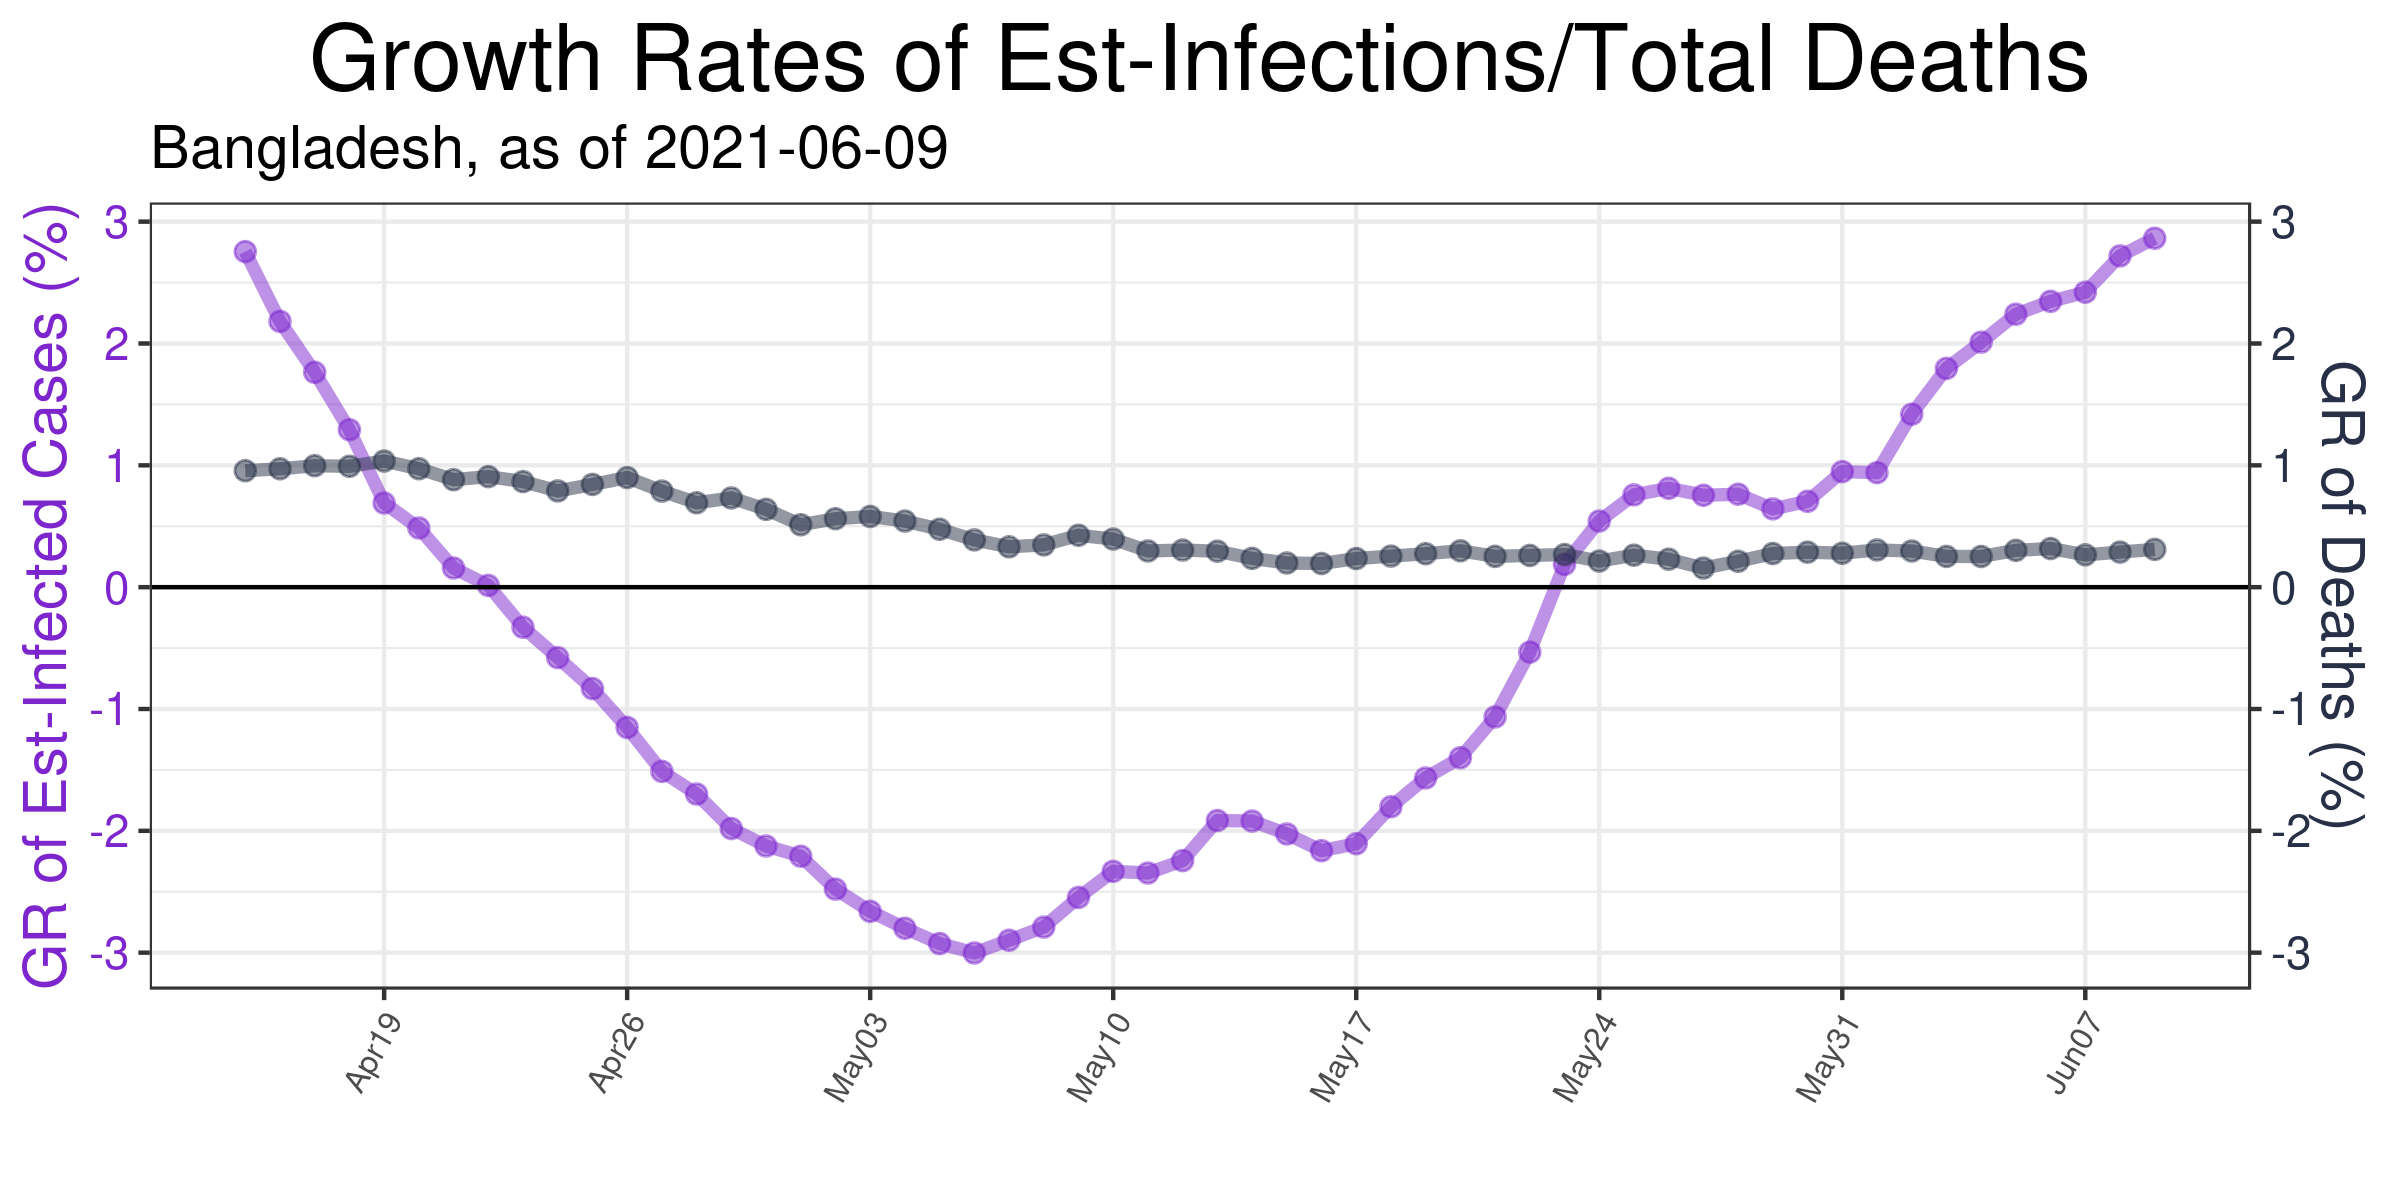 Growth Rates of Est-Infections/Total Deaths
Bangladesh, as of 2021-06-09
GR of Est-Infected Cases (%)
3
2
1
0
-1
-2
-3
3
2
1
0
-1
-2
-3
GR of Deaths (%)
Apr19
Apr26
May03
May10
May17
May24
May31
Jun07